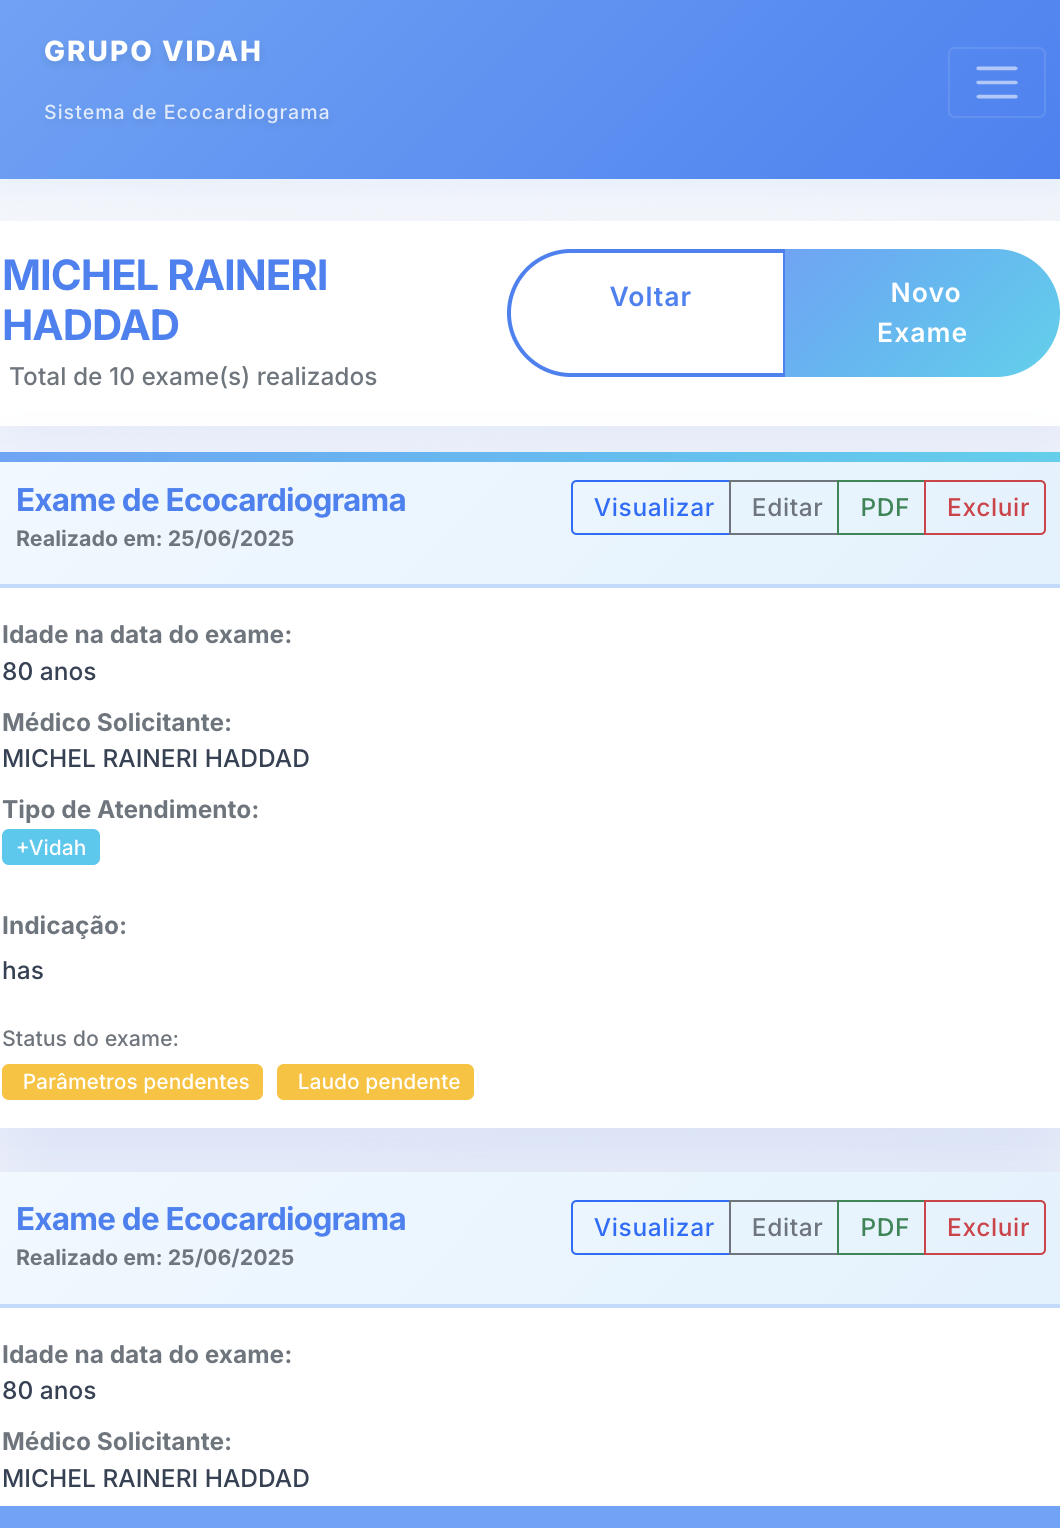 GRUPO VIDAH
Sistema de Ecocardiograma
MICHEL RAINERI
HADDAD
Total de 10 exame(s) realizados
Voltar
Novo
Exame
Exame de Ecocardiograma
Realizado em: 25/06/2025
Visualizar
Editar
PDF
Excluir
Idade na data do exame:
80 anos
Médico Solicitante:
MICHEL RAINERI HADDAD
Tipo de Atendimento:
+Vidah
Indicação:
has
Status do exame:
Parâmetros pendentes
Laudo pendente
Exame de Ecocardiograma
Realizado em: 25/06/2025
Visualizar
Editar
PDF
Excluir
Idade na data do exame:
80 anos
Médico Solicitante:
MICHEL RAINERI HADDAD